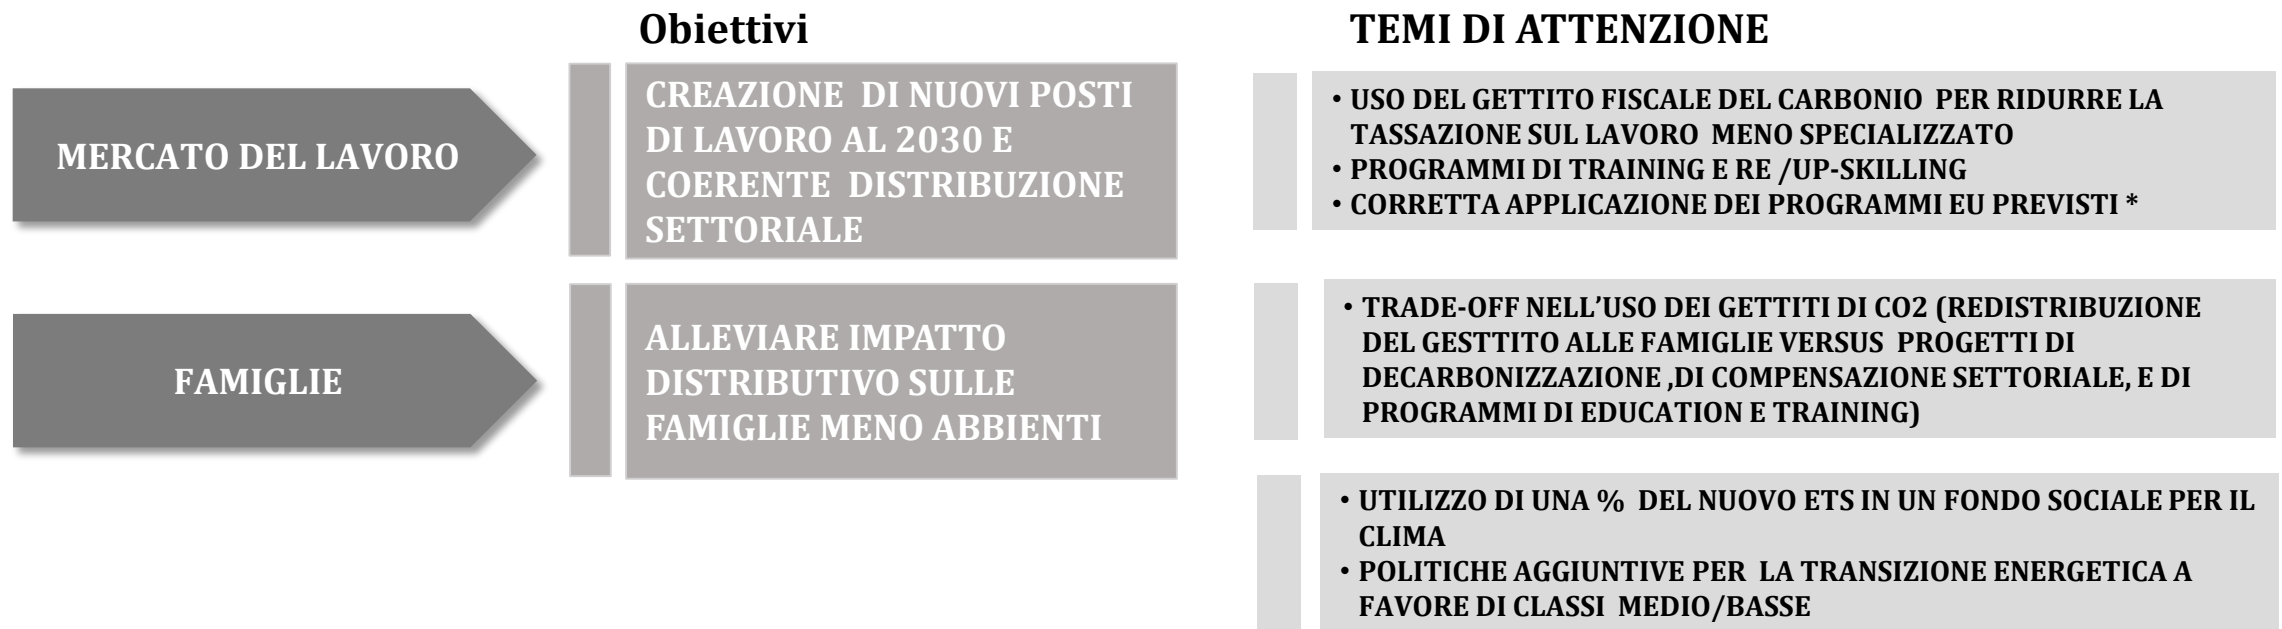 Obiettivi
TEMI DI ATTENZIONE
MERCATO DEL LAVORO
CREAZIONE DI NUOVI POSTI
DI LAVORO AL 2030 E
COERENTE DISTRIBUZIONE
SETTORIALE
• USO DEL GETTITO FISCALE DEL CARBONIO PER RIDURRE LA
TASSAZIONE SUL LAVORO MENO SPECIALIZZATO
• PROGRAMMI DI TRAINING E RE /UP-SKILLING
• CORRETTA APPLICAZIONE DEI PROGRAMMI EU PREVISTI *
FAMIGLIE
ALLEVIARE IMPATTO
DISTRIBUTIVO SULLE
FAMIGLIE MENO ABBIENTI
• TRADE-OFF NELL’USO DEI GETTITI DI CO2 (REDISTRIBUZIONE
DEL GESTTITO ALLE FAMIGLIE VERSUS PROGETTI DI
DECARBONIZZAZIONE ,DI COMPENSAZIONE SETTORIALE, E DI
PROGRAMMI DI EDUCATION E TRAINING)
• UTILIZZO DI UNA % DEL NUOVO ETS IN UN FONDO SOCIALE PER IL
CLIMA
• POLITICHE AGGIUNTIVE PER LA TRANSIZIONE ENERGETICA A
FAVORE DI CLASSI MEDIO/BASSE